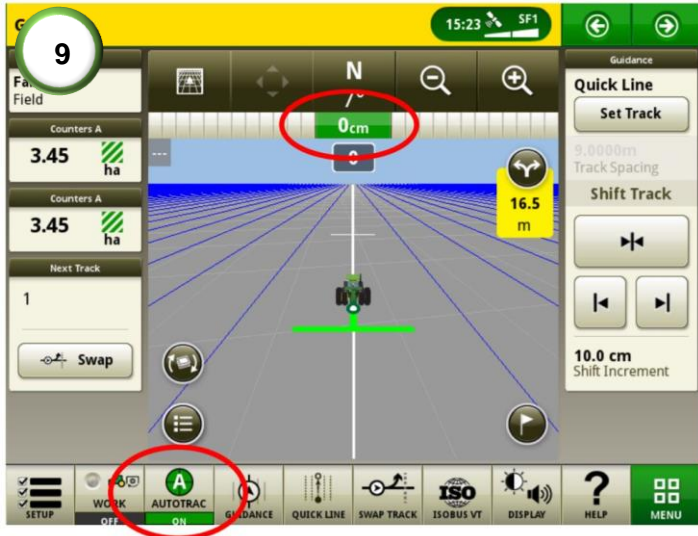 G
15:23 SF1
9
Fa
Field
Counters A
3.45
ha
Counters A
3.45
ha
Next Track
1
Swap
N
0cm
0
---
16.5
m
Guidance
Quick Line
Set Track
9.0000m
Track Spacing
Shift Track
10.0 cm
Shift Increment
SETUP
WORK
OFF
A
AUTOTRAC
ON
GUIDANCE
QUICK LINE
SWAP TRACK
ISO
ISOBUS VT
DISPLAY
?
HELP
MENU